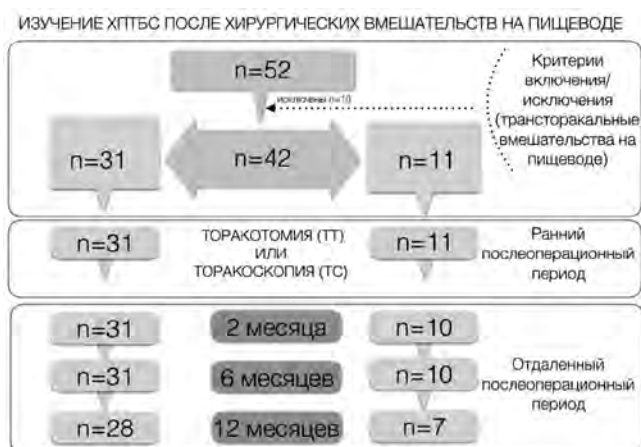 ИЗУЧЕНИЕ ХПТБС ПОСЛЕ ХИРУРГИЧЕСКИХ ВМЕШАТЕЛЬСТВ НА ПИЩЕВОДЕ
n=52
исключены n=10
Критерии
включения/
исключения
(трансторакальные
вмешательства на
пищеводе)
n=31
n=42
n=11
n=31
ТОРАКОТОМИЯ (ТТ)
ИЛИ
ТОРАКОСКОПИЯ (ТС)
n=11
Ранний
послеоперационный
период
n=31
2 месяца
n=10
n=31
6 месяцев
n=10
n=28
12 месяцев
n=7
Отдаленный
послеоперационный
период